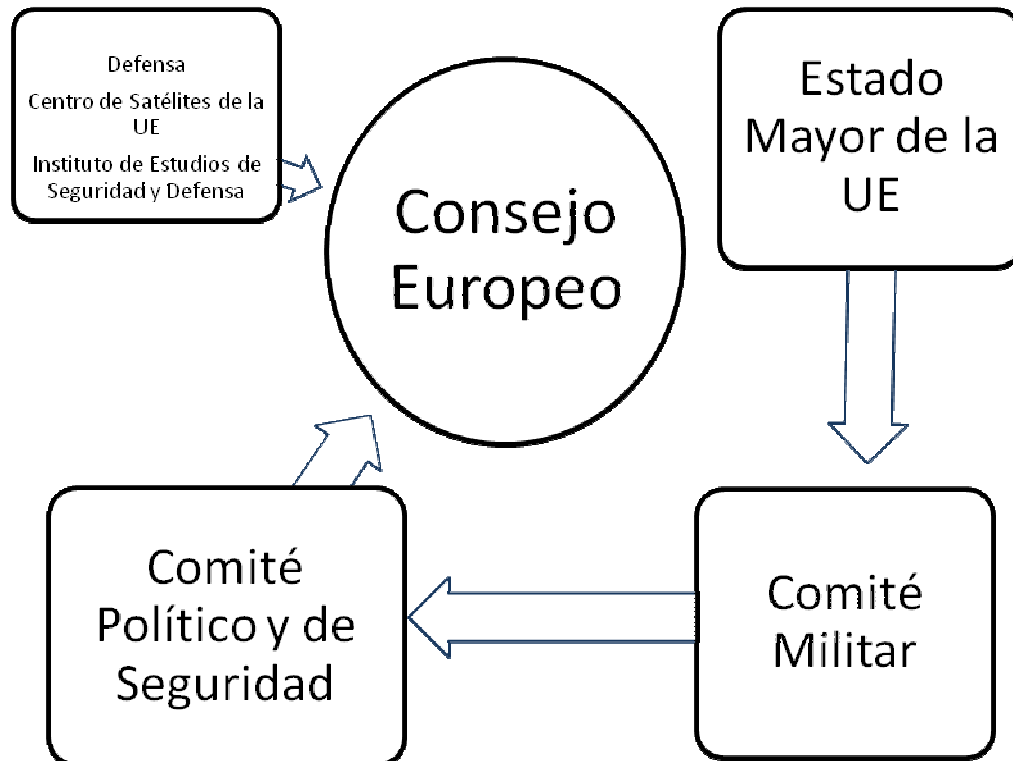 Defensa
Centro de Satélites de la
UE
Instituto de Estudios de
Seguridad y Defensa
Consejo
Europeo
Estado
Mayor de la
UE
Comité
Político y de
Seguridad
Comité
Militar